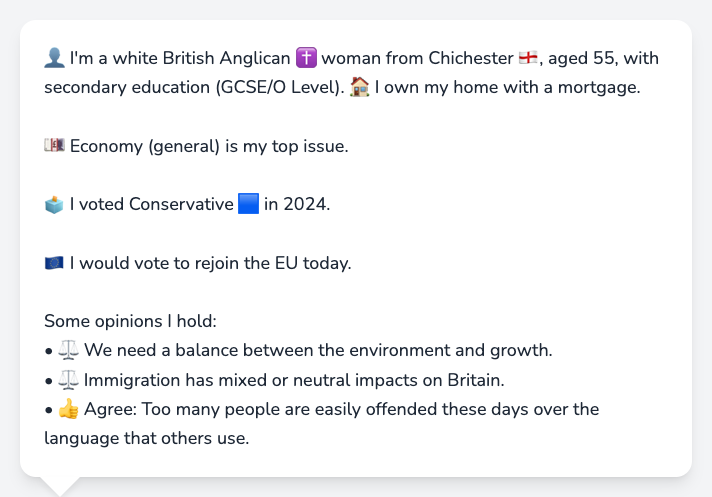 👤 I'm a white British Anglican ✝️ woman from Chichester 🏴󠁧󠁢󠁥󠁮󠁧󠁿, aged 55, with
secondary education (GCSE/O Level). 🏠 I own my home with a mortgage.
💷 Economy (general) is my top issue.
🗳️ I voted Conservative 🟦 in 2024.
🇪🇺 I would vote to rejoin the EU today.
Some opinions I hold:
• ⚖️ We need a balance between the environment and growth.
• ⚖️ Immigration has mixed or neutral impacts on Britain.
• 👍 Agree: Too many people are easily offended these days over the
language that others use.